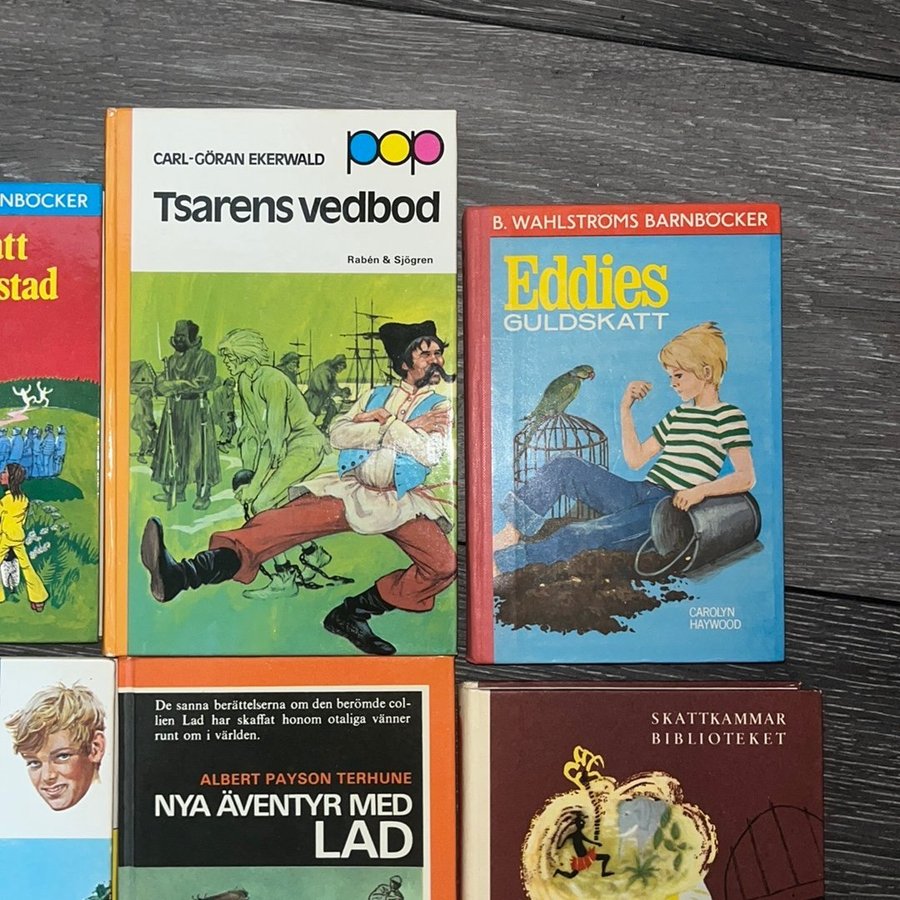 NBÖCKER
att
stad
CARL-GÖRAN EKERWALD
pop
Tsarens vedbod
Rabén & Sjögren
B. WAHLSTRÖMS BARNBÖCKER
Eddies
GULDSKATT
CAROLYN
HAYWOOD
De sanna berättelserna om den berömde col-
lien Lad har skaffat honom otaliga vänner
runt om i världen.
ALBERT PAYSON TERHUNE
NYA ÄVENTYR MED
LAD
SKATTKAMMAR
BIBLIOTEKET